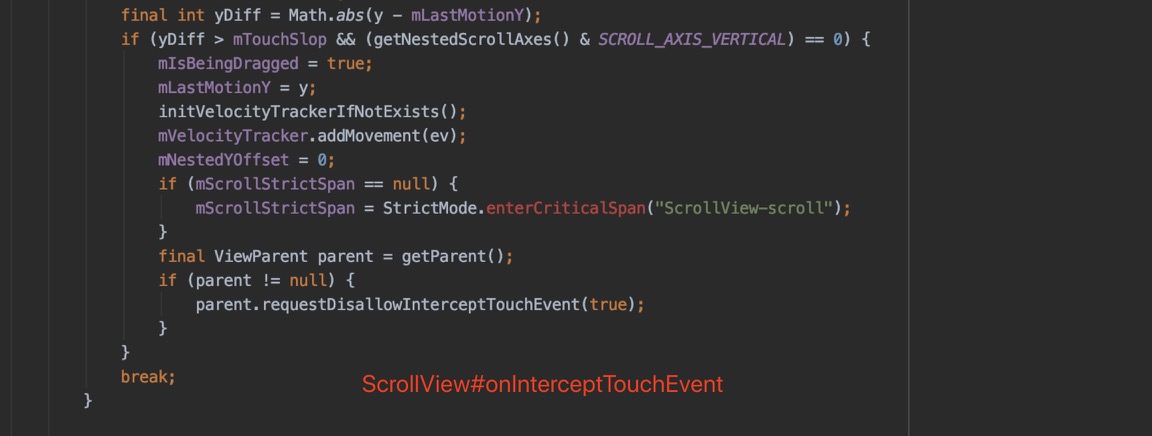 final int yDiff = Math.abs(y - mLastMotionY);
if (yDiff > mTouchSlop && (getNestedScrollAxes() & SCROLL_AXIS_VERTICAL) == 0) {
mIsBeingDragged = true;
mLastMotionY = y;
initVelocityTrackerIfNotExists();
mVelocityTracker.addMovement(ev);
mNestedYOffset = 0;
if (mScrollStrictSpan == null) {
mScrollStrictSpan = StrictMode.enterCriticalSpan("ScrollView-scroll");
}
final ViewParent parent = getParent();
if (parent != null) {
parent.requestDisallowInterceptTouchEvent(true);
}
}
break;
ScrollView#onInterceptTouchEvent
}